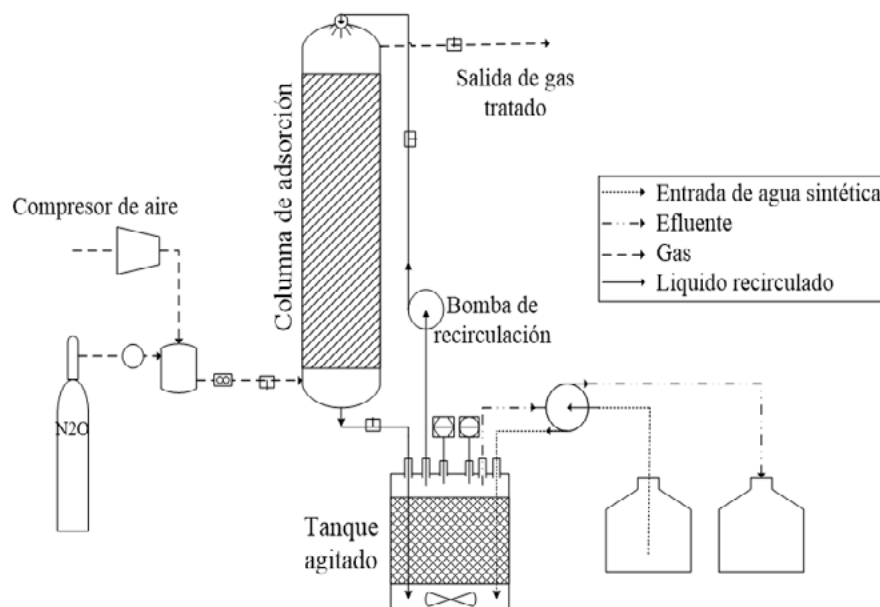 Salida de gas
tratado
Columna de adsorción
Compresor de aire
Entrada de agua sintética
Efluente
Gas
Liquido recirculado
Bomba de
recirculación
N2O
Tanque
agitado